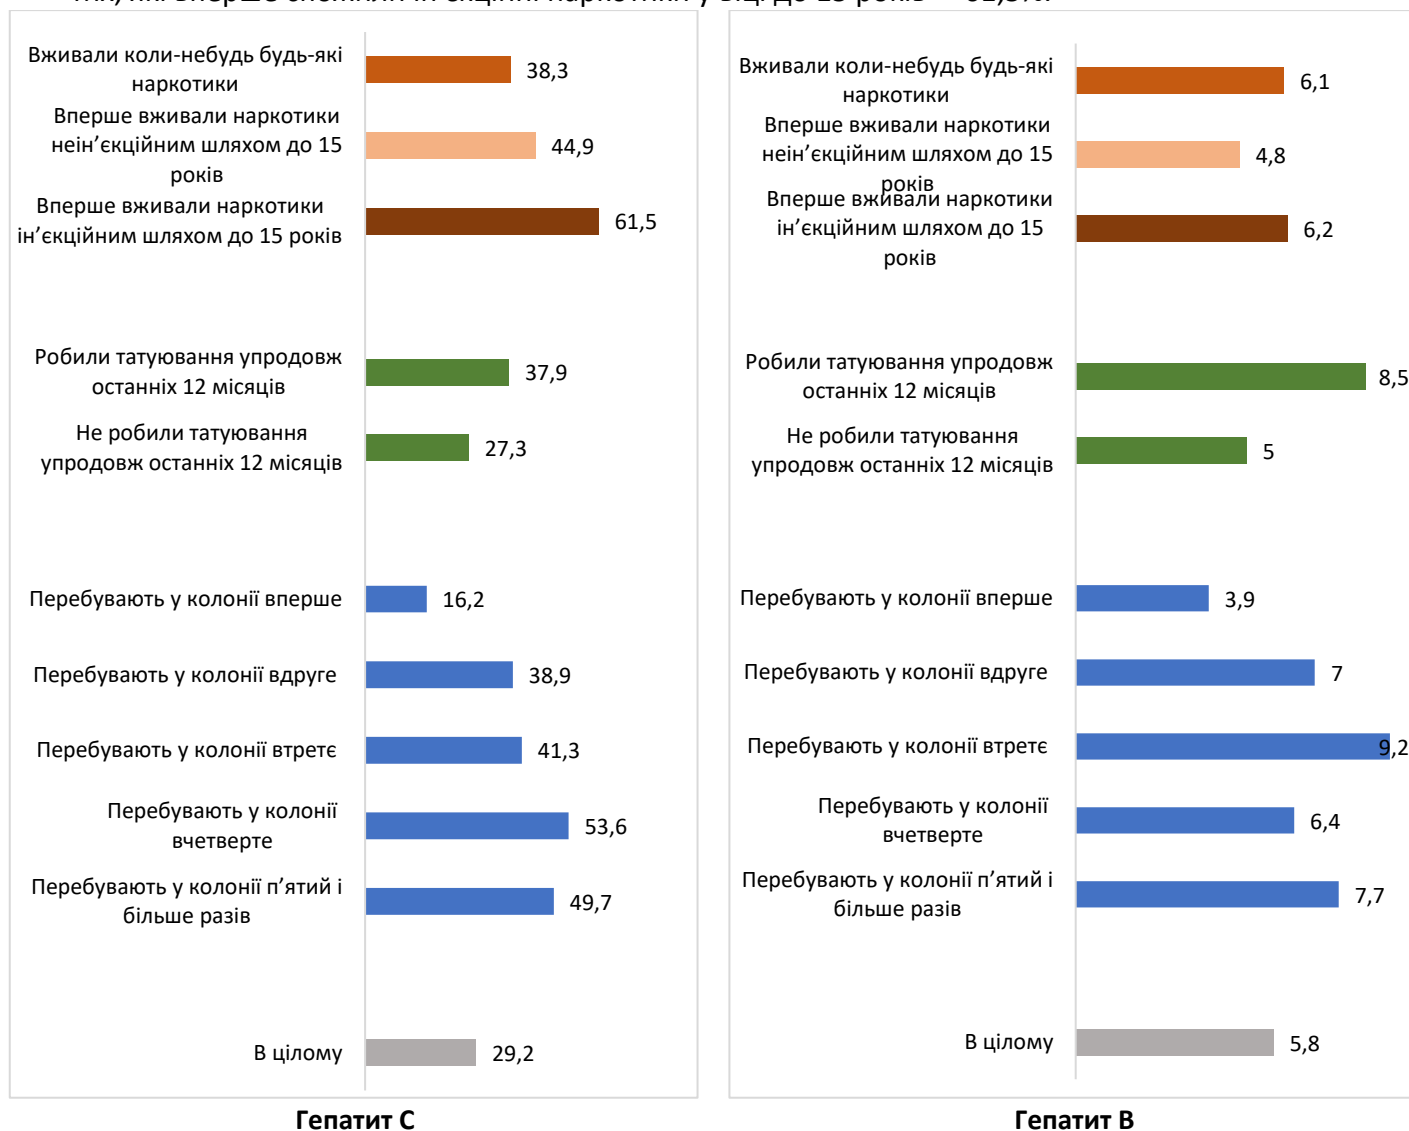 Вживали коли-небудь будь-які
наркотики
38,3
Вперше вживали наркотики
неін’єкційним шляхом до 15
років
44,9
Вперше вживали наркотики
ін’єкційним шляхом до 15 років
61,5
Робили татуювання упродовж
останніх 12 місяців
37,9
Не робили татуювання
упродовж останніх 12 місяців
27,3
Перебувають у колонії вперше
16,2
Перебувають у колонії вдруге
38,9
Перебувають у колонії втретє
41,3
Перебувають у колонії
вчетверте
53,6
Перебувають у колонії п’ятий і
більше разів
49,7
В цілому
29,2
Гепатит С
Вживали коли-небудь будь-які
наркотики
6,1
Вперше вживали наркотики
неін’єкційним шляхом до 15
років
4,8
Вперше вживали наркотики
ін’єкційним шляхом до 15
років
6,2
Робили татуювання упродовж
останніх 12 місяців
8,5
Не робили татуювання
упродовж останніх 12 місяців
5
Перебувають у колонії вперше
3,9
Перебувають у колонії вдруге
7
Перебувають у колонії втретє
9,2
Перебувають у колонії
вчетверте
6,4
Перебувають у колонії п’ятий і
більше разів
7,7
В цілому
5,8
Гепатит В